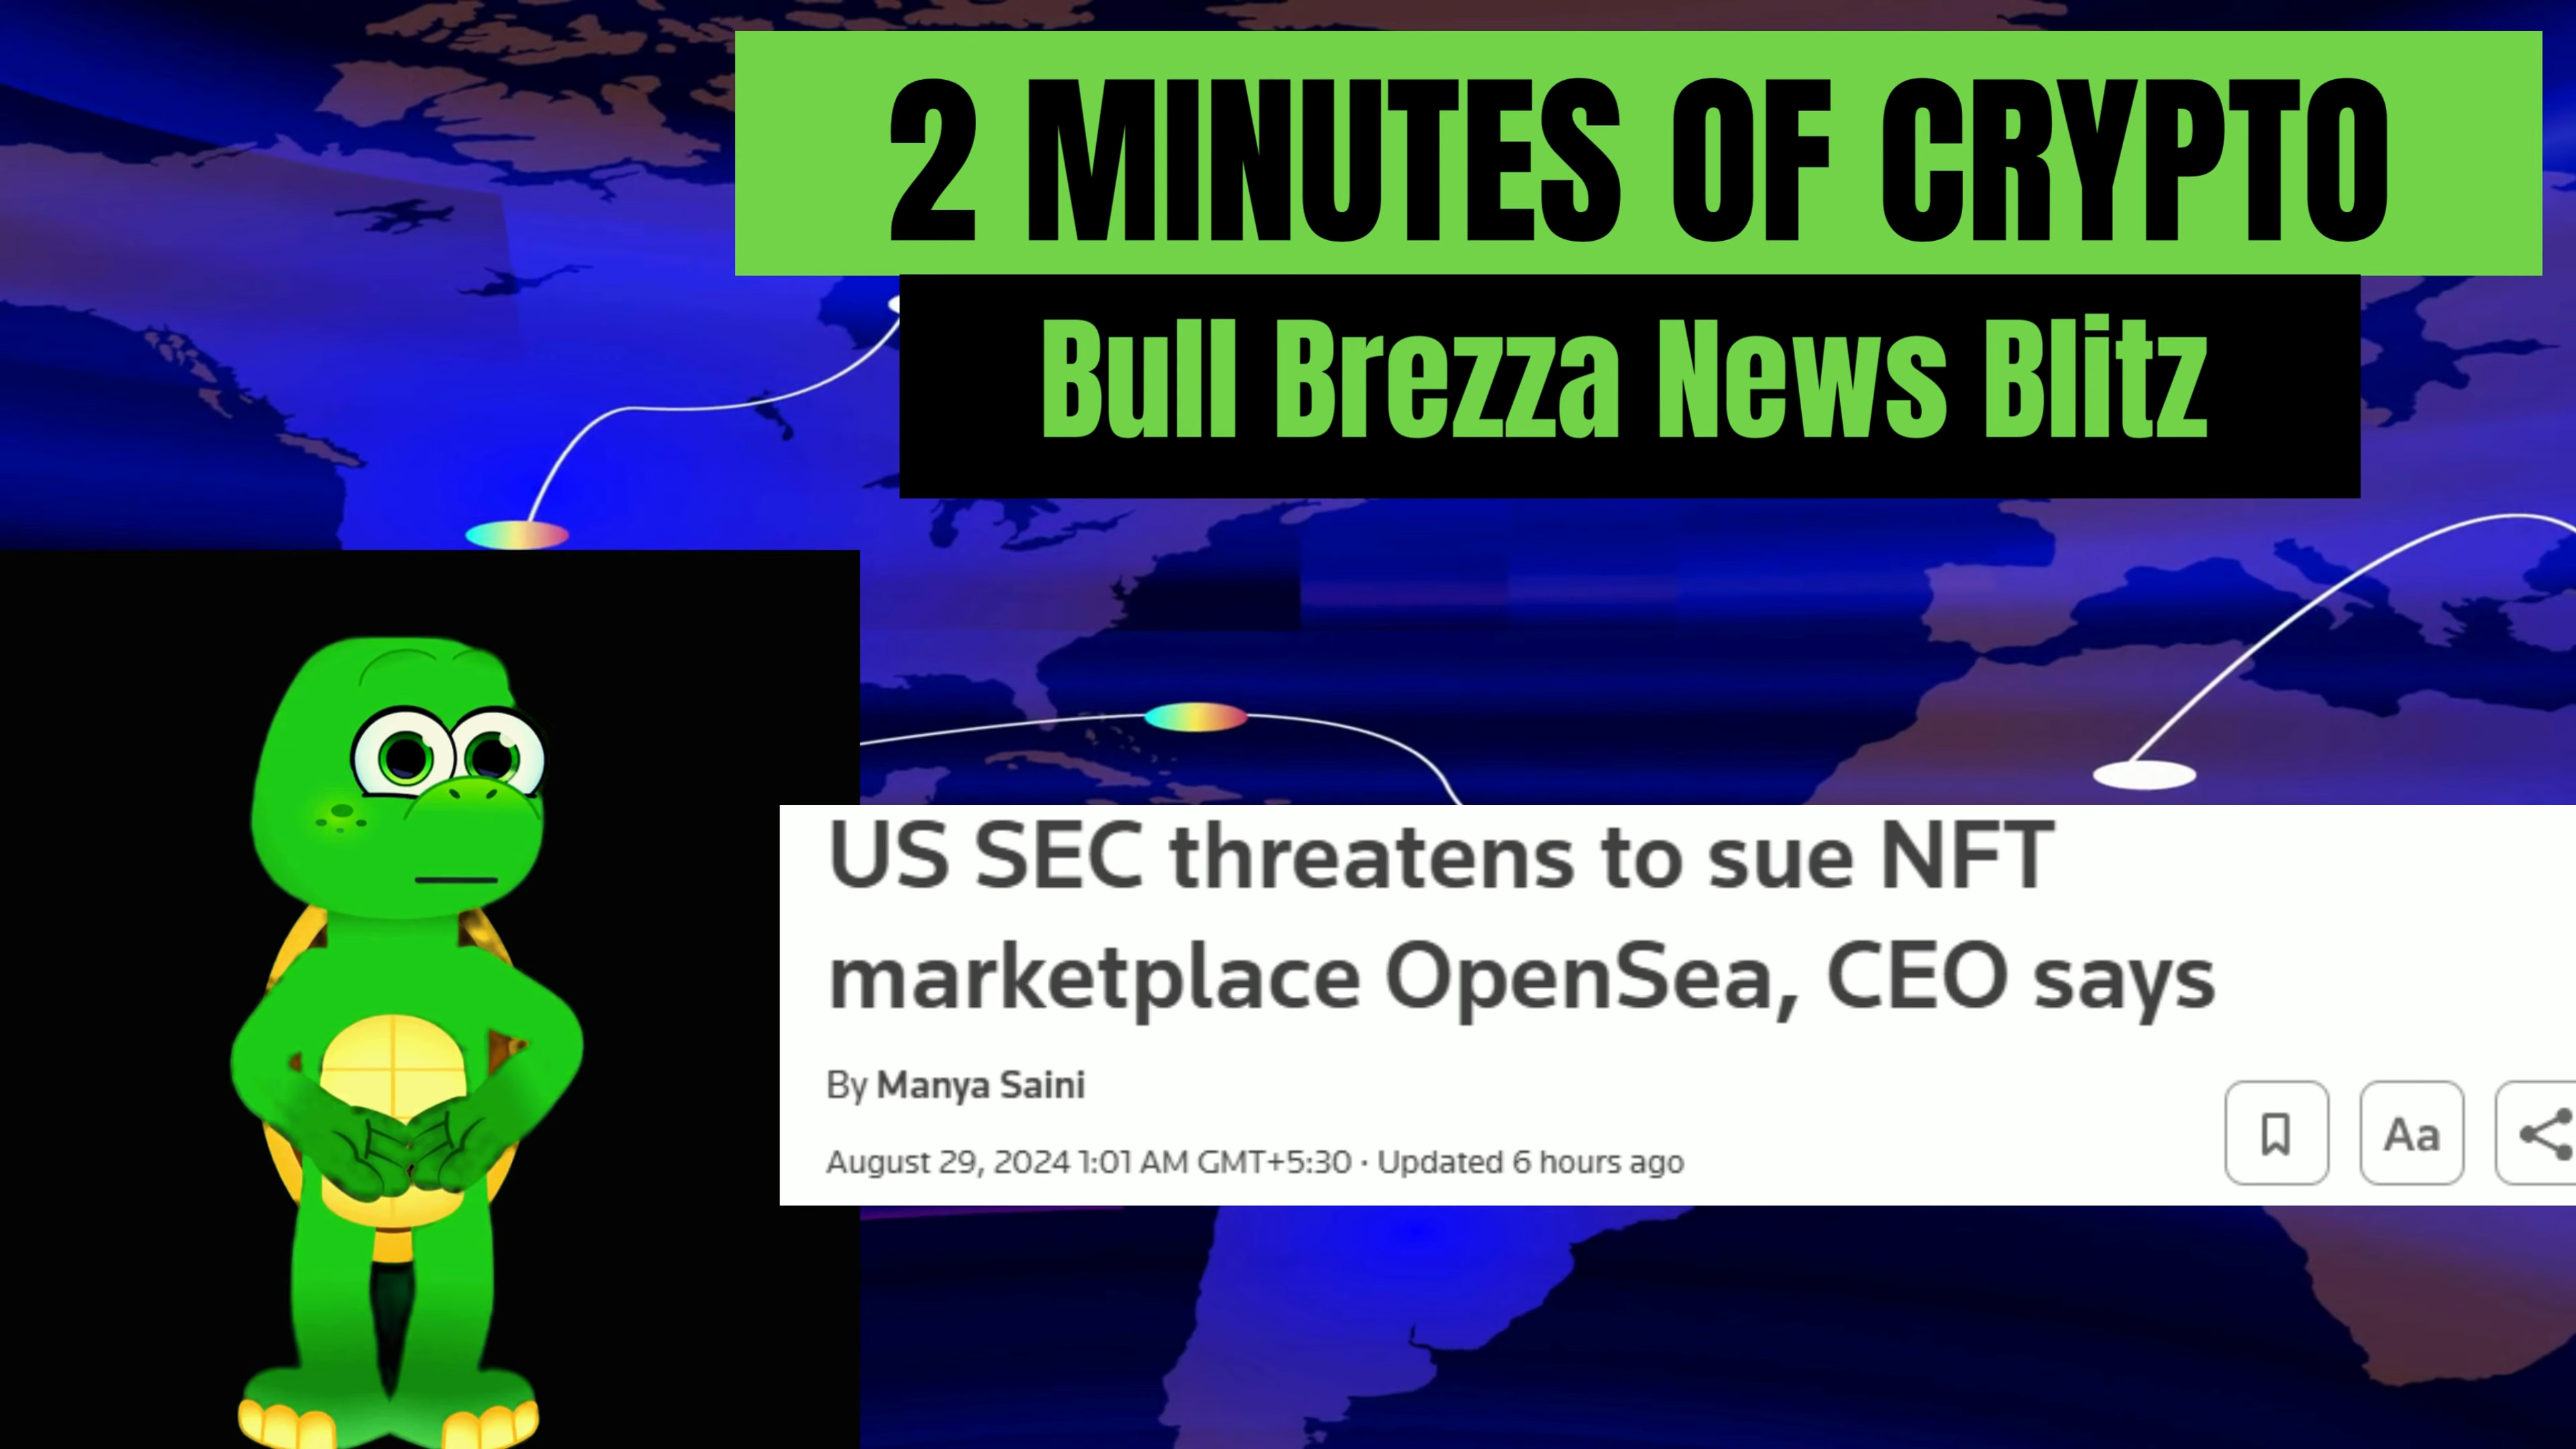 2 MINUTES OF CRYPTO
Bull Brezza News Blitz
US SEC threatens to sue NFT
marketplace OpenSea, CEO says
By Manya Saini
August 29, 2024 1:01 AM GMT+5:30 · Updated 6 hours ago
Aa